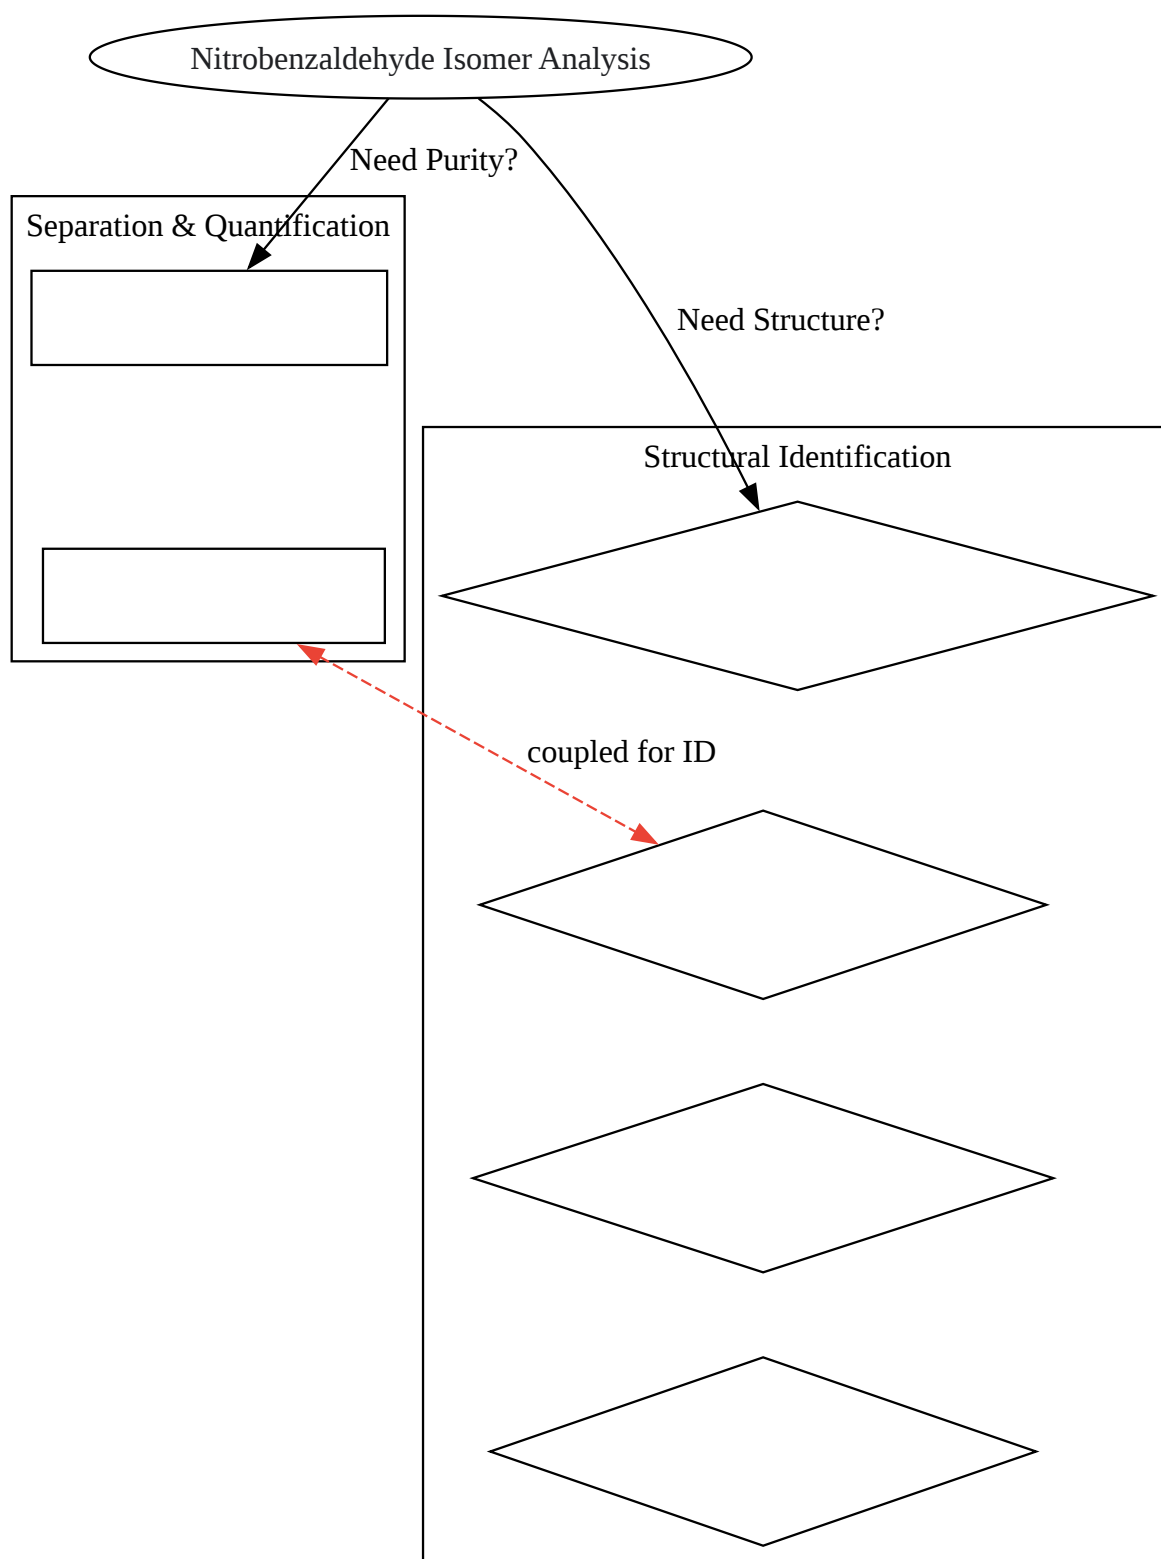 Nitrobenzaldehyde Isomer Analysis
Need Purity?
Separation & Quantification
Need Structure?
Structural Identification
coupled for ID